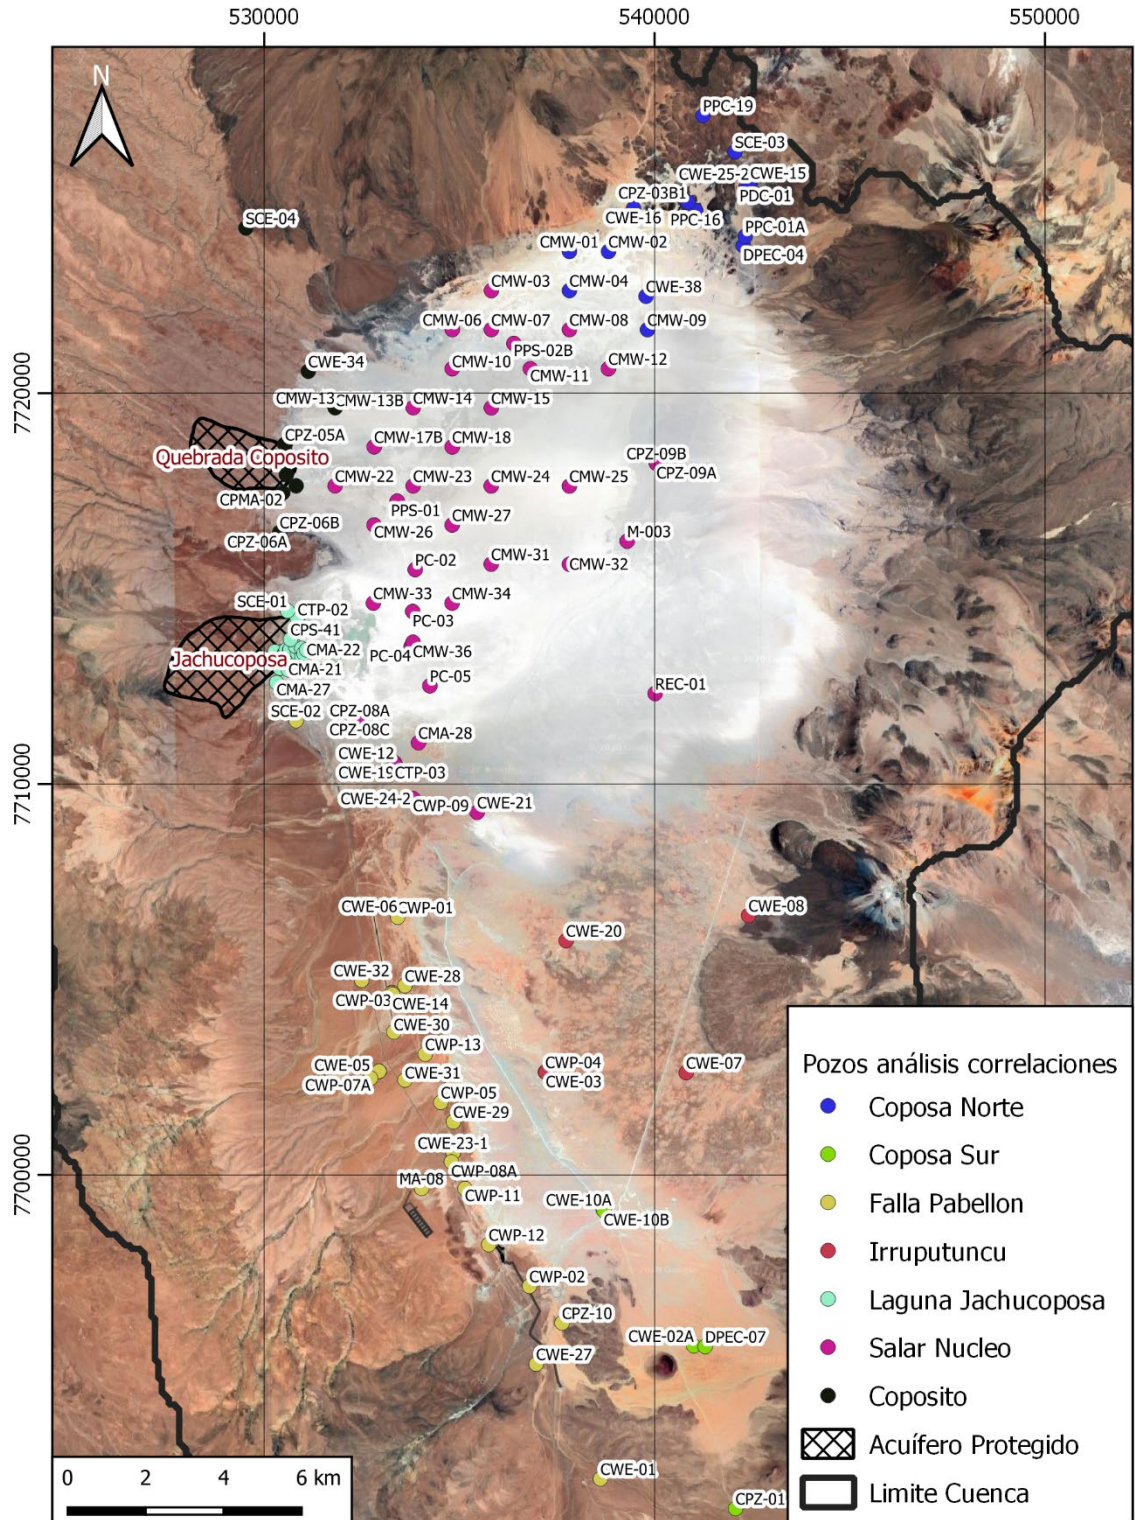 530000 540000 550000
N
PPC-19
SCE-03
CWE-25-2 CWE-15
CPZ-03B1 PDC-01
CWE-16 PPC-16
SCE-04
PPC-01A
CMW-01 CMW-02
DPEC-04
CMW-03 CMW-04 CWE-38
CMW-06 CMW-07 CMW-08 CMW-09
PPS-02B
CWE-34 CMW-10 CMW-11 CMW-12
7720000
CMW-13 CMW-13B CMW-14 CMW-15
CPZ-05A CMW-17B CMW-18
Quebrada Coposito CPZ-09B
CMW-22 CMW-23 CMW-24 CMW-25 CPZ-09A
CPMA-02
PPS-01
CPZ-06B CMW-27
CPZ-06A CMW-26
M-003
PC-02 CMW-31 CMW-32
SCE-01 CMW-33 CMW-34
CTP-02
PC-03
CPS-41
Jachucoposa CMA-22 PC-04 CMW-36
CMA-21
CMA-27 PC-05 REC-01
SCE-02 CPZ-08A
CPZ-08C CMA-28
CWE-12
CWE-19 CTP-03
7710000
CWE-24-2 CWP-09 CWE-21
CWE-06 CWP-01 CWE-08
CWE-20
CWE-32 CWE-28
CWP-03 CWE-14
CWE-30
CWP-13
CWE-05 CWP-04 CWE-07
CWP-07A CWE-31 CWE-03
CWP-05
CWE-29
CWE-23-1
CWP-08A
7700000
MA-08 CWP-11
CWE-10A
CWE-10B
CWP-12
CWP-02
CPZ-10
CWE-02A DPEC-07
CWE-27
CWE-01
CPZ-01
Pozos análisis correlaciones
Coposa Norte
Coposa Sur
Falla Pabellon
Irruputuncu
Laguna Jachucoposa
Salar Nucleo
Coposito
Acuífero Protegido
Limite Cuenca
0 2 4 6 km